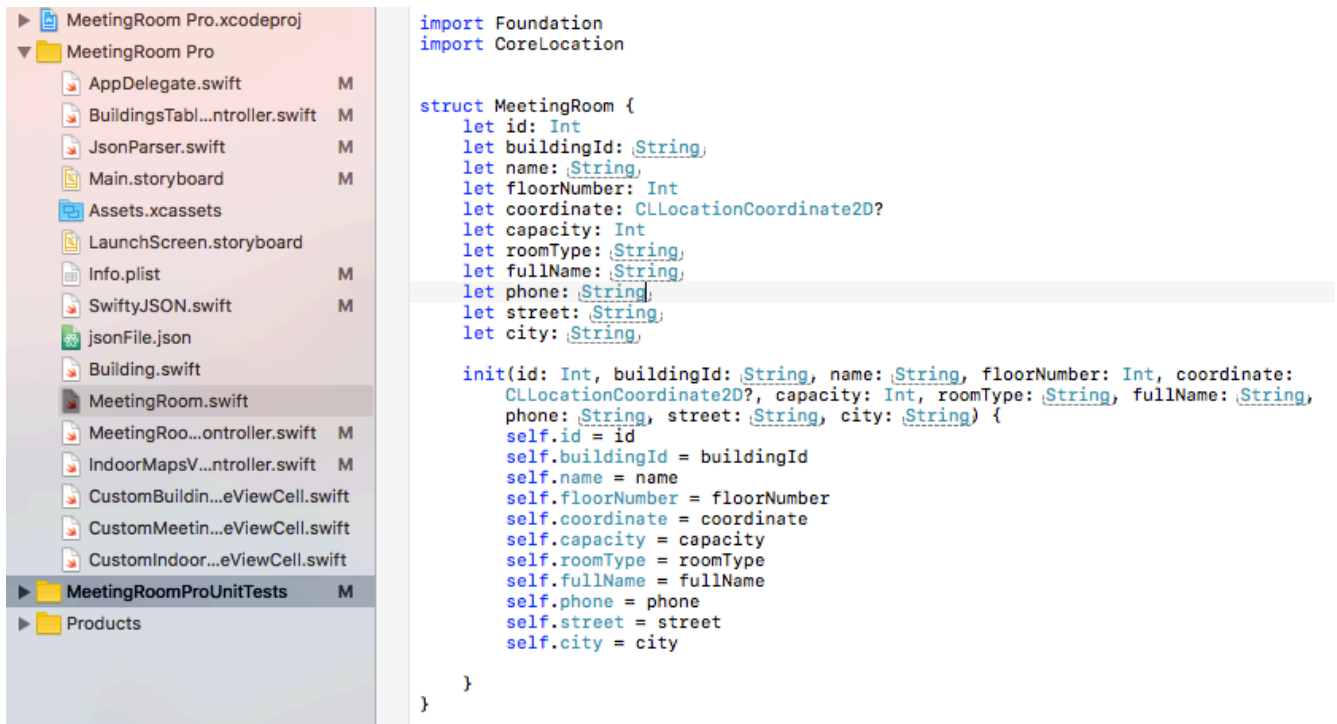 MeetingRoom Pro.xcodeproj
MeetingRoom Pro
AppDelegate.swift M
BuildingsTabl...ntroller.swift M
JsonParser.swift M
Main.storyboard M
Assets.xcassets
LaunchScreen.storyboard
Info.plist M
SwiftyJSON.swift M
jsonFile.json
Building.swift
MeetingRoom.swift
MeetingRoo...ontroller.swift M
IndoorMapsV...ntroller.swift M
CustomBuildin...eViewCell.swift
CustomMeetin...eViewCell.swift
CustomIndoor...eViewCell.swift
MeetingRoomProUnitTests M
Products
import Foundation
import CoreLocation
struct MeetingRoom {
let id: Int
let buildingId: String
let name: String
let floorNumber: Int
let coordinate: CLLocationCoordinate2D?
let capacity: Int
let roomType: String
let fullName: String
let phone: String
let street: String
let city: String
init(id: Int, buildingId: String, name: String, floorNumber: Int, coordinate:
CLLocationCoordinate2D?, capacity: Int, roomType: String, fullName: String,
phone: String, street: String, city: String) {
self.id = id
self.buildingId = buildingId
self.name = name
self.floorNumber = floorNumber
self.coordinate = coordinate
self.capacity = capacity
self.roomType = roomType
self.fullName = fullName
self.phone = phone
self.street = street
self.city = city
}
}